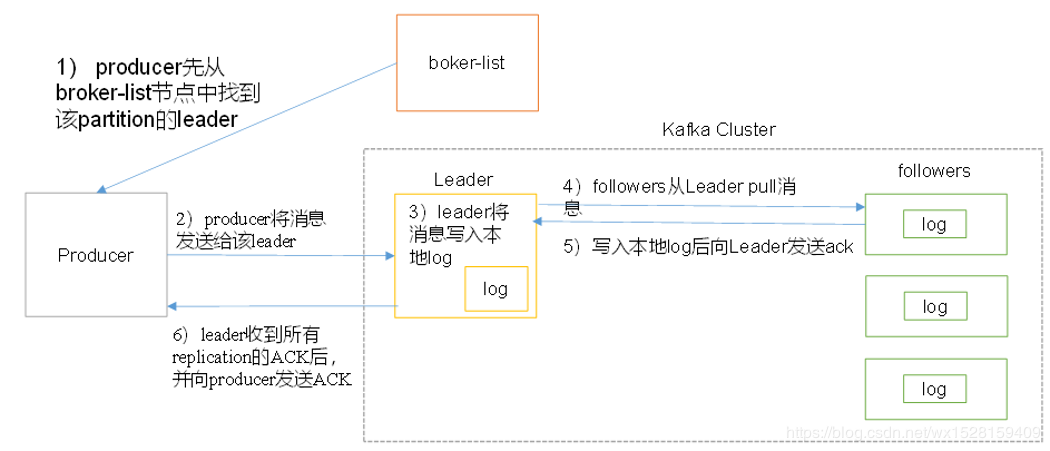 boker-list
1) producer先从
broker-list节点中找到
该partition的leader
Kafka Cluster
Leader
followers
Producer
2)producer将消息
发送给该leader
3)leader将
消息写入本
地log
log
4)followers从Leader pull消
息
5)写入本地log后向Leader发送ack
log
log
log
6)leader收到所有
replication的ACK后,
并向producer发送ACK
https://blog.csdn.net/wx1528159409